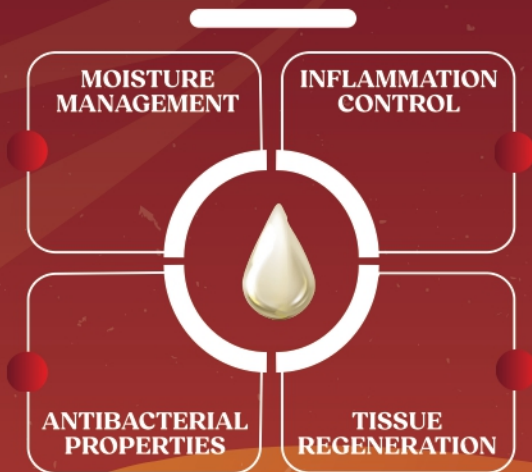 MOISTURE
MANAGEMENT
INFLAMMATION
CONTROL
ANTIBACTERIAL
PROPERTIES
TISSUE
REGENERATION